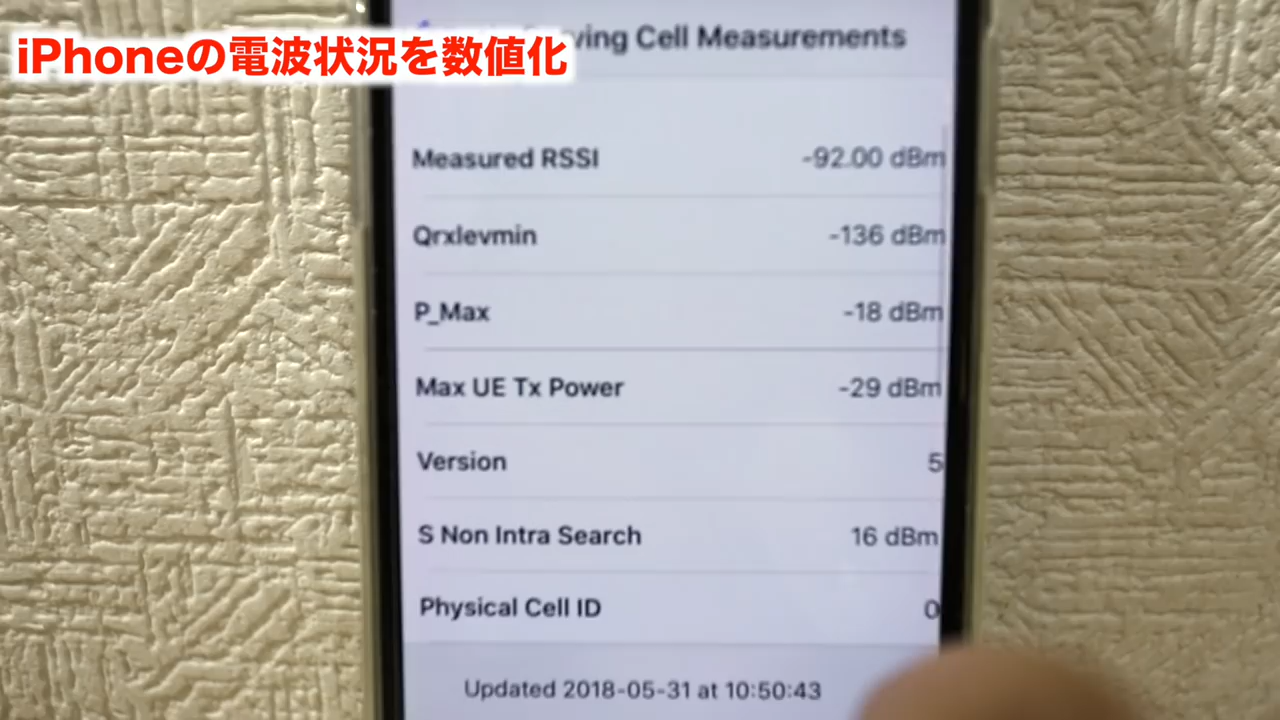 iPhoneの電波状況を数値化
ving Cell Measurements
Measured RSSI -92.00 dBm
Qrxlevmin -136 dBm
P_Max -18 dBm
Max UE Tx Power -29 dBm
Version 5
S Non Intra Search 16 dBm
Physical Cell ID 0
Updated 2018-05-31 at 10:50:43